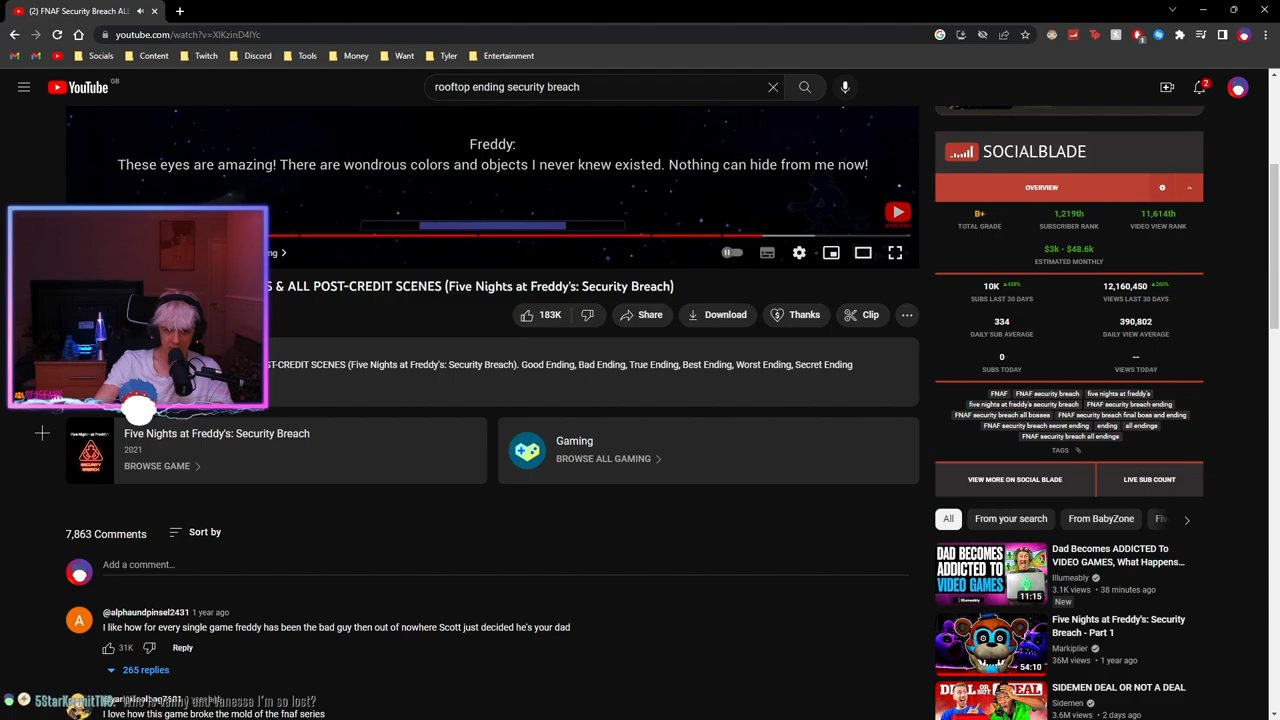 (2) FNAF Security Breach ALL
youtube.com/watch?v=XlKzinD4lYc
Socials
Content
Twitch
Discord
Tools
Money
Want
Tyler
Entertainment
YouTube GB
rooftop ending security breach
2
Freddy:
These eyes are amazing! There are wondrous colors and objects I never knew existed. Nothing can hide from me now!
S & ALL POST-CREDIT SCENES (Five Nights at Freddy's: Security Breach)
183K
Share
Download
Thanks
Clip
ST-CREDIT SCENES (Five Nights at Freddy's: Security Breach). Good Ending, Bad Ending, True Ending, Best Ending, Worst Ending, Secret Ending
Five Nights at Freddy's: Security Breach
2021
BROWSE GAME
Gaming
BROWSE ALL GAMING
7,863 Comments
Sort by
Add a comment...
@alphaundpinsel2431 1 year ago
I like how for every single game freddy has been the bad guy then out of nowhere Scott just decided he's your dad
31K
Reply
265 replies
Who is vanny and vanessa I'm so lost?
I love how this game broke the mold of the fnaf series
SOCIALBLADE
OVERVIEW
B+
TOTAL GRADE
1,219th
SUBSCRIBER RANK
11,614th
VIDEO VIEW RANK
$3k - $48.6k
ESTIMATED MONTHLY
10K
SUBS LAST 30 DAYS
12,160,450
VIEWS LAST 30 DAYS
334
DAILY SUB AVERAGE
390,802
DAILY VIEW AVERAGE
0
SUBS TODAY
--
VIEWS TODAY
FNAF
FNAF security breach
five nights at freddy's
five nights at freddy's security breach
FNAF security breach ending
FNAF security breach all bosses
FNAF security breach final boss and ending
FNAF security breach secret ending
ending
all endings
FNAF security breach all endings
TAGS
VIEW MORE ON SOCIAL BLADE
LIVE SUB COUNT
All
From your search
From BabyZone
DAD BECOMES
ADDICTED TO
VIDEO GAMES
11:15
Dad Becomes ADDICTED To
VIDEO GAMES, What Happens...
Illumeably
3.1K views • 38 minutes ago
New
54:10
Five Nights at Freddy's: Security
Breach - Part 1
Markiplier
36M views • 1 year ago
SIDEMEN DEAL OR NOT A DEAL
Sidemen
3.6M views • 2 days ago